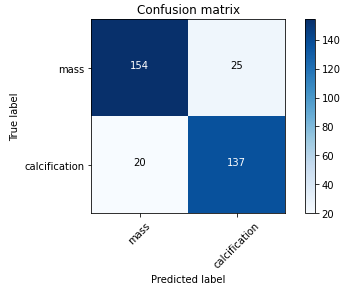 Confusion matrix
True label
mass
154
25
calcification
20
137
mass
calcification
Predicted label
140
120
100
80
60
40
20